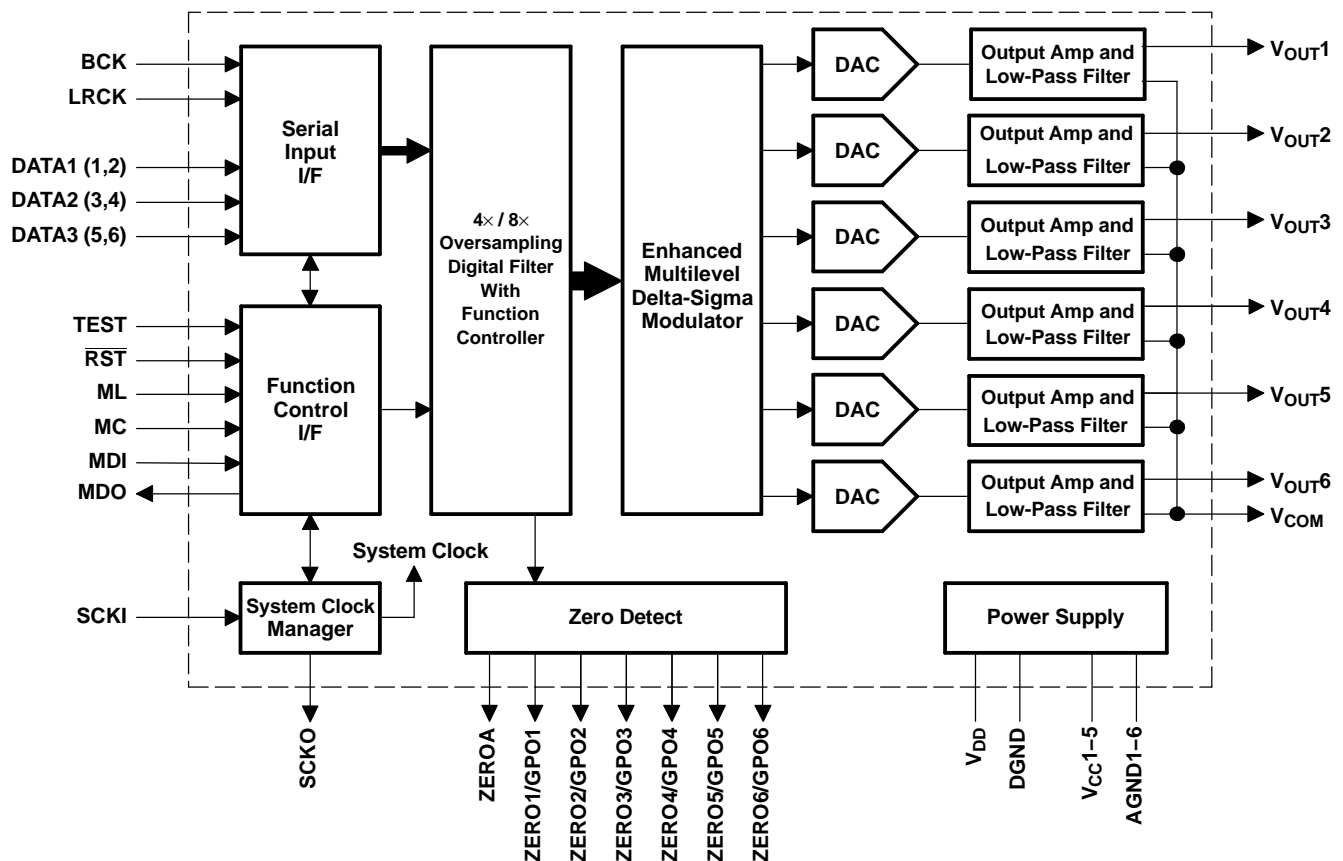 BCK
LRCK
DATA1 (1,2)
DATA2 (3,4)
DATA3 (5,6)
TEST
R̅S̅T̅
ML
MC
MDI
MDO
SCKI
Serial
Input
I/F
Function
Control
I/F
System Clock
Manager
System Clock
SCKO
4× / 8×
Oversampling
Digital Filter
With
Function
Controller
Enhanced
Multilevel
Delta-Sigma
Modulator
DAC
DAC
DAC
DAC
DAC
DAC
Output Amp and
Low-Pass Filter
Output Amp and
Low-Pass Filter
Output Amp and
Low-Pass Filter
Output Amp and
Low-Pass Filter
Output Amp and
Low-Pass Filter
Output Amp and
Low-Pass Filter
VOUT1
VOUT2
VOUT3
VOUT4
VOUT5
VOUT6
VCOM
Zero Detect
ZEROA
ZERO1/GPO1
ZERO2/GPO2
ZERO3/GPO3
ZERO4/GPO4
ZERO5/GPO5
ZERO6/GPO6
Power Supply
VDD
DGND
VCC1−5
AGND1−6